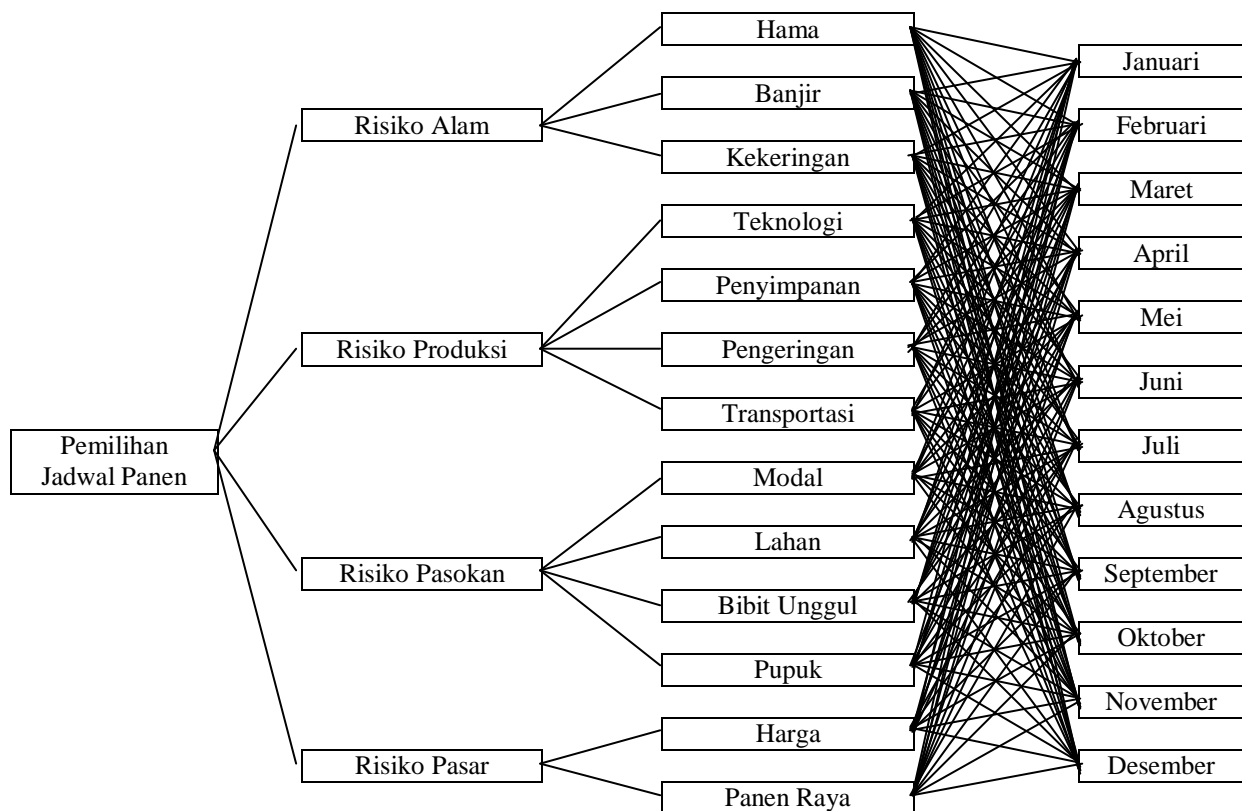 Pemilihan
Jadwal Panen
Risiko Alam
Risiko Produksi
Risiko Pasokan
Risiko Pasar
Hama
Banjir
Kekeringan
Teknologi
Penyimpanan
Pengeringan
Transportasi
Modal
Lahan
Bibit Unggul
Pupuk
Harga
Panen Raya
Januari
Februari
Maret
April
Mei
Juni
Juli
Agustus
September
Oktober
November
Desember